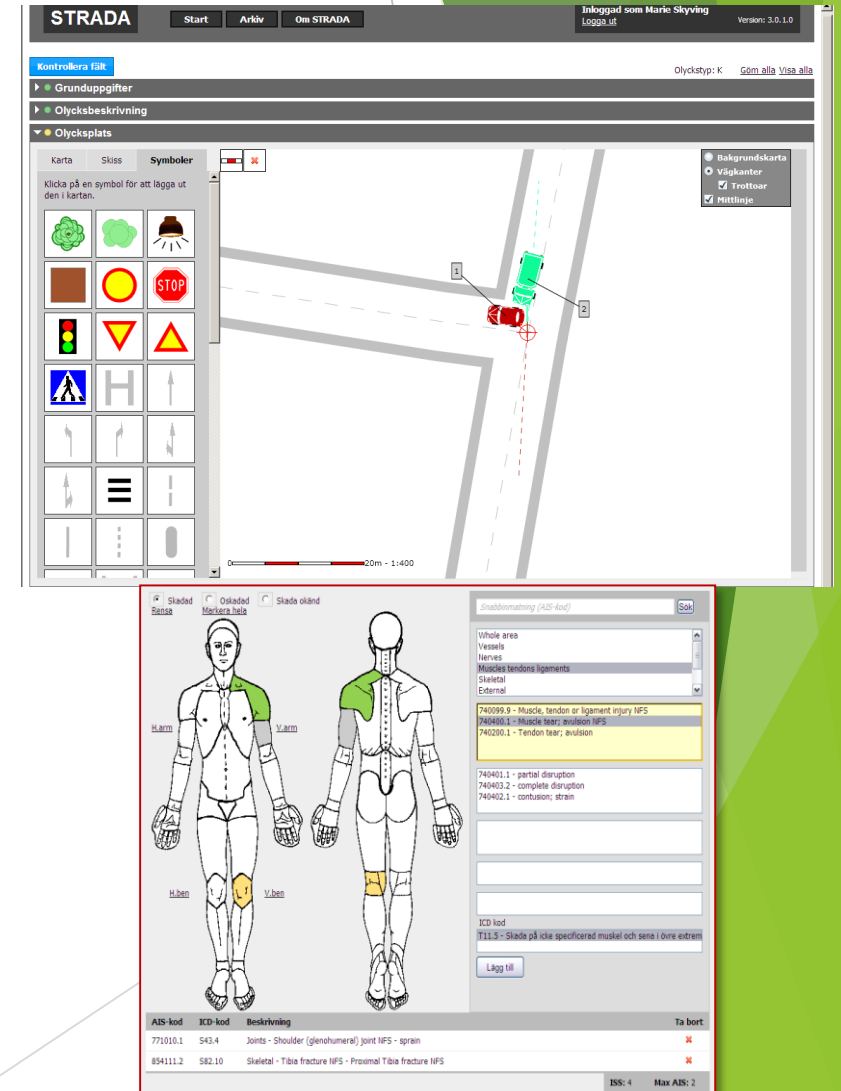 STRADA
Start Arkiv Om STRADA
Inloggad som Marie Skyving
Logga ut
Version: 3.0.1.0
Kontrollera fält
Olyckstyp: K Göm alla Visa alla
Grunduppgifter
Olycksbeskrivning
Olycksplats
Karta Skiss Symboler
Klicka på en symbol för
att lägga ut
den i kartan.
STOP
Bakgrundskarta
Vägkanter
Trottoar
Mittlinje
1
2
0 20m - 1:400
Skadad Oskadad Skada okänd
Rensa Markera hela
H.arm V.arm
H.ben V.ben
Snabbinmatning (AIS-kod) Sök
Whole area
Vessels
Nerves
Muscles tendons ligaments
Skeletal
External
740099.9 - Muscle, tendon or ligament injury NFS
740400.1 - Muscle tear; avulsion NFS
740200.1 - Tendon tear; avulsion
740401.1 - partial disruption
740403.2 - complete disruption
740402.1 - contusion; strain
ICD kod
T11.5 - Skada på icke specificerad muskel och sena i övre extrem
Lägg till
AIS-kod ICD-kod Beskrivning Ta bort
771010.1 S43.4 Joints - Shoulder (glenohumeral) joint NFS - sprain
854111.2 S82.10 Skeletal - Tibia fracture NFS - Proximal Tibia fracture NFS
ISS: 4 Max AIS: 2